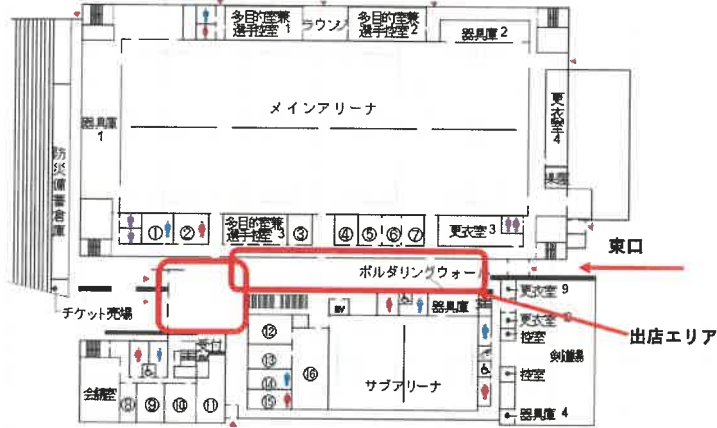 多目的室兼
選手控室 1
ラウンジ
多目的室兼
選手控室 2
器具庫 2
メインアリーナ
器具庫
1
更衣室 4
防災備蓄倉庫
① ②
多目的室兼
選手控室 3
③ ④ ⑤ ⑥ ⑦
更衣室 3
東口
ボルダリングウォール
更衣室 9
チケット売場
器具庫
更衣室
控室
出店エリア
受付
⑫
⑬
⑭
⑮
⑯
サブアリーナ
控室
会議室
⑧ ⑨ ⑩ ⑪
器具庫 4